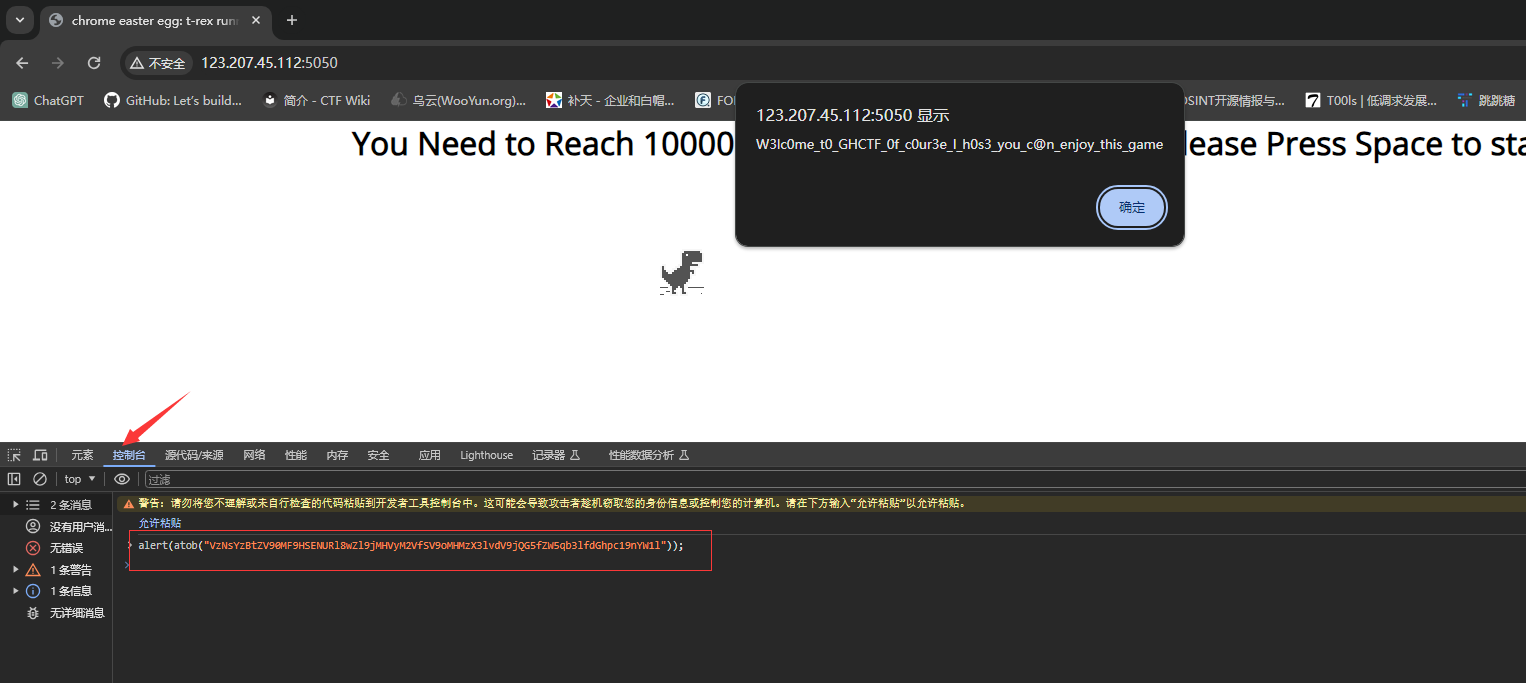 chrome easter egg: t-rex run
不安全 123.207.45.112:5050
ChatGPT GitHub: Let's build... 简介 - CTF Wiki 乌云(WooYun.org)... 补天 - 企业和白帽... OSINT开源情报与... T00ls | 低调求发展... 跳跳糖
123.207.45.112:5050 显示
W3lc0me_t0_GHCTF_0f_c0ur3e_I_h0s3_you_c@n_enjoy_this_game
确定
You Need to Reach 10000 lease Press Space to sta
元素 控制台 源代码/来源 网络 性能 内存 安全 应用 Lighthouse 记录器 性能数据分析
top 过滤
2 条消息
没有用户消...
无错误
1 条警告
1 条信息
无详细消息
警告: 请勿将您不理解或未自行检查的代码粘贴到开发者工具控制台中。这可能会导致攻击者趁机窃取您的身份信息或控制您的计算机。请在下方输入“允许粘贴”以允许粘贴。
允许粘贴
> alert(atob("VzNsYzBtZV90MF9HSENURl8wZl9jMHVyM2VfSV9oMHMzX3lvdV9jQG5fZW5qb3lfdGhpc19nYW1l"));
>